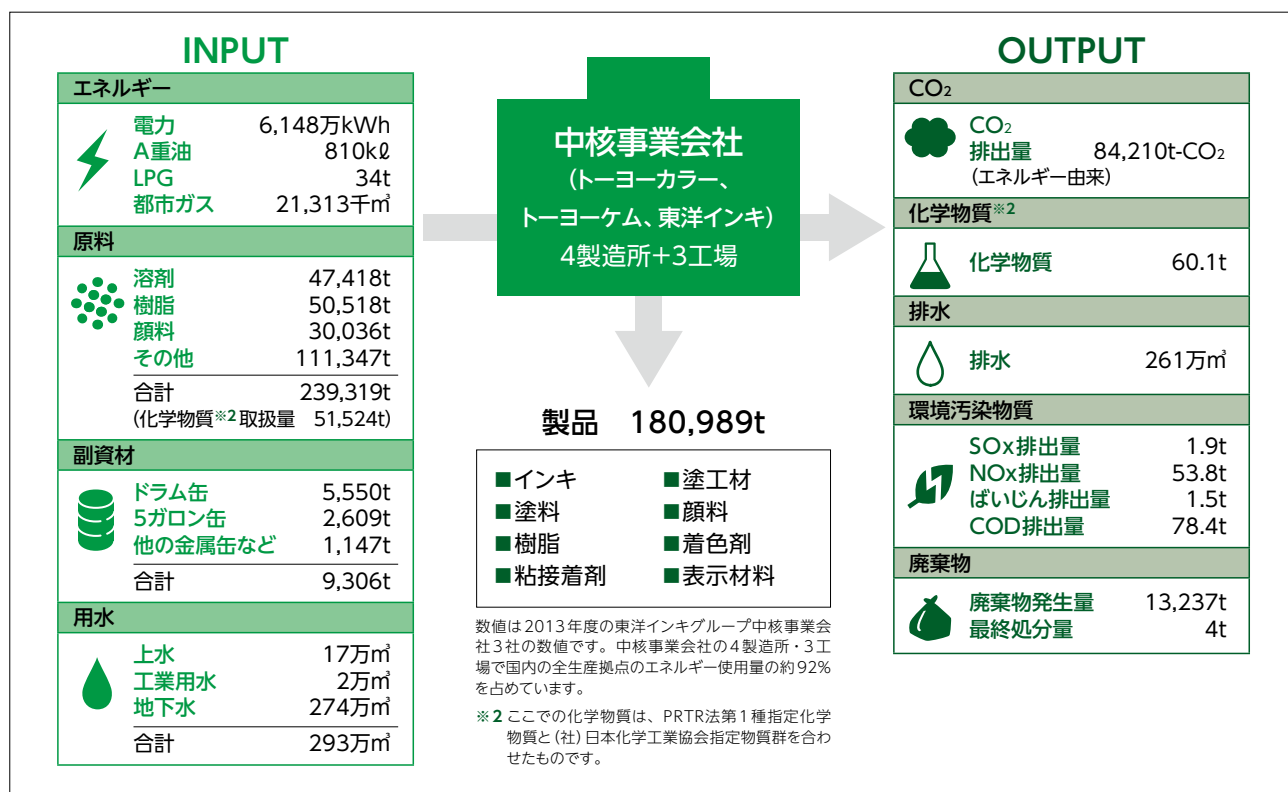 INPUT
エネルギー
電力 6,148万kWh
A重油 810kℓ
LPG 34t
都市ガス 21,313千㎥
原料
溶剤 47,418t
樹脂 50,518t
顔料 30,036t
その他 111,347t
合計 239,319t
(化学物質※2取扱量 51,524t)
副資材
ドラム缶 5,550t
5ガロン缶 2,609t
他の金属缶など 1,147t
合計 9,306t
用水
上水 17万㎥
工業用水 2万㎥
地下水 274万㎥
合計 293万㎥
中核事業会社
(トーヨーカラー、
トーヨーケム、東洋インキ)
4製造所+3工場
製品 180,989t
■インキ ■塗工材
■塗料 ■顔料
■樹脂 ■着色剤
■粘接着剤 ■表示材料
数値は2013年度の東洋インキグループ中核事業会
社3社の数値です。中核事業会社の4製造所・3工
場で国内の全生産拠点のエネルギー使用量の約92%
を占めています。
※2 ここでの化学物質は、PRTR法第1種指定化学
物質と(社)日本化学工業協会指定物質群を合わ
せたものです。
OUTPUT
CO₂
CO₂
排出量 84,210t-CO₂
(エネルギー由来)
化学物質※2
化学物質 60.1t
排水
排水 261万㎥
環境汚染物質
SOx排出量 1.9t
NOx排出量 53.8t
ばいじん排出量 1.5t
COD排出量 78.4t
廃棄物
廃棄物発生量 13,237t
最終処分量 4t